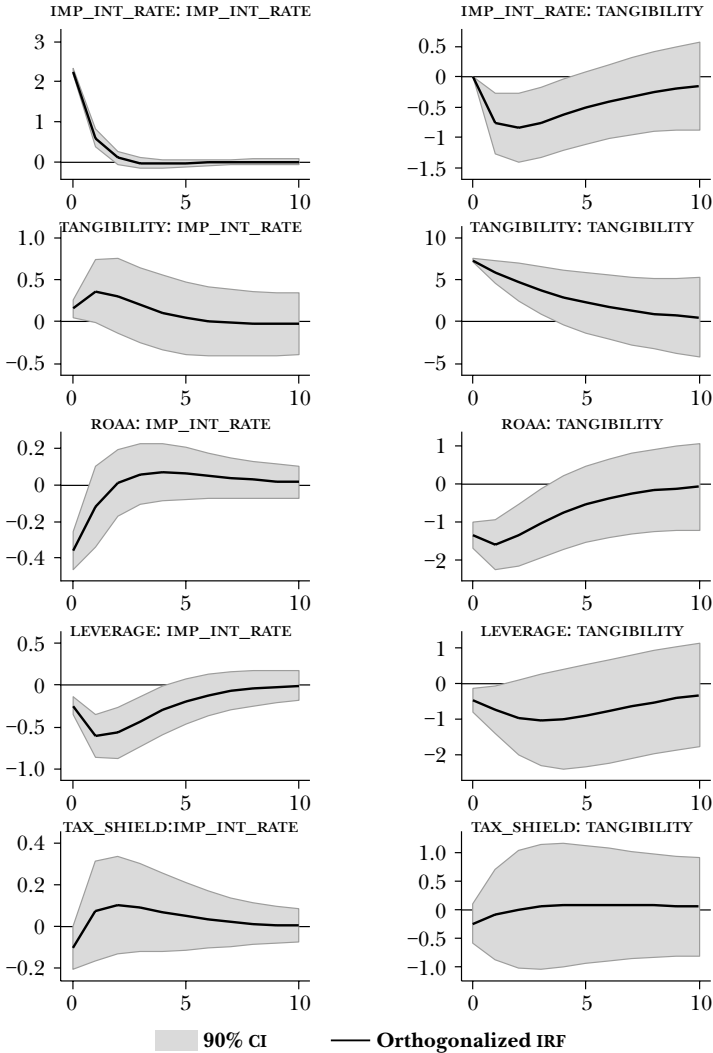 IMP_INT_RATE: IMP_INT_RATE
3
2
1
0
0 5 10
IMP_INT_RATE: TANGIBILITY
0.5
0
−0.5
−1
−1.5
0 5 10
TANGIBILITY: IMP_INT_RATE
1.0
0.5
0
−0.5
0 5 10
TANGIBILITY: TANGIBILITY
10
5
0
−5
0 5 10
ROAA: IMP_INT_RATE
0.2
0
−0.2
−0.4
0 5 10
ROAA: TANGIBILITY
1
0
−1
−2
0 5 10
LEVERAGE: IMP_INT_RATE
0.5
0
−0.5
−1.0
0 5 10
LEVERAGE: TANGIBILITY
1
0
−1
−2
0 5 10
TAX_SHIELD:IMP_INT_RATE
0.4
0.2
0
−0.2
0 5 10
TAX_SHIELD: TANGIBILITY
1.0
0.5
0
−0.5
−1.0
0 5 10
90% CI Orthogonalized IRF